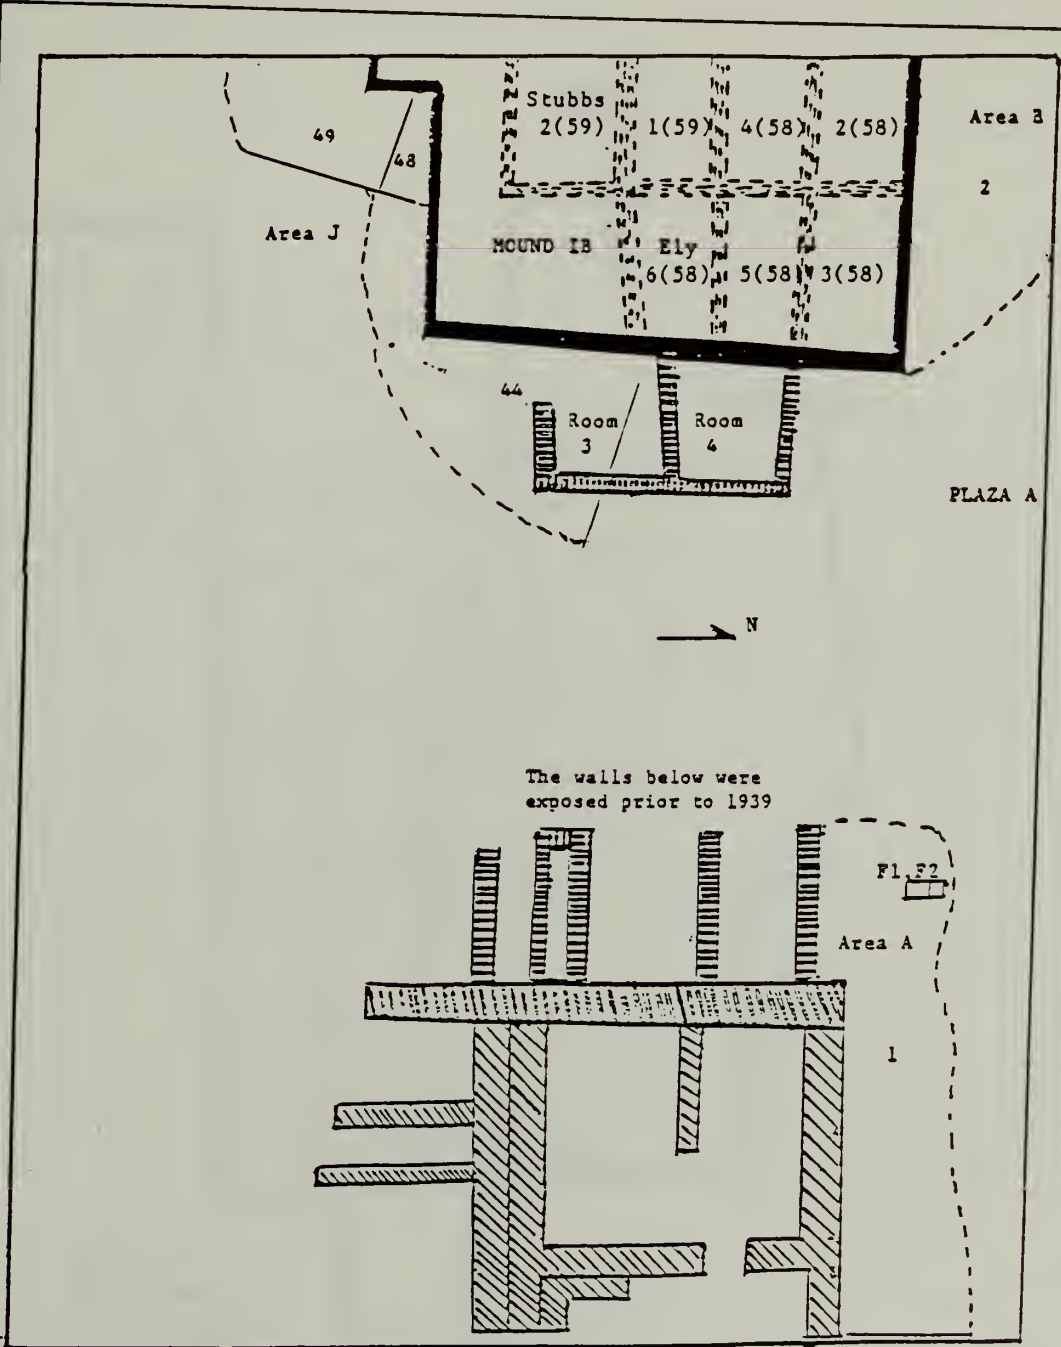 Stubbs
2(59)
1(59)
4(58)
2(58)
Area B
2
49
48
Area J
MOUND IB
Ely
6(58)
5(58)
3(58)
44
Room
3
Room
4
PLAZA A
N
The walls below were
exposed prior to 1939
F1,F2
Area A
1